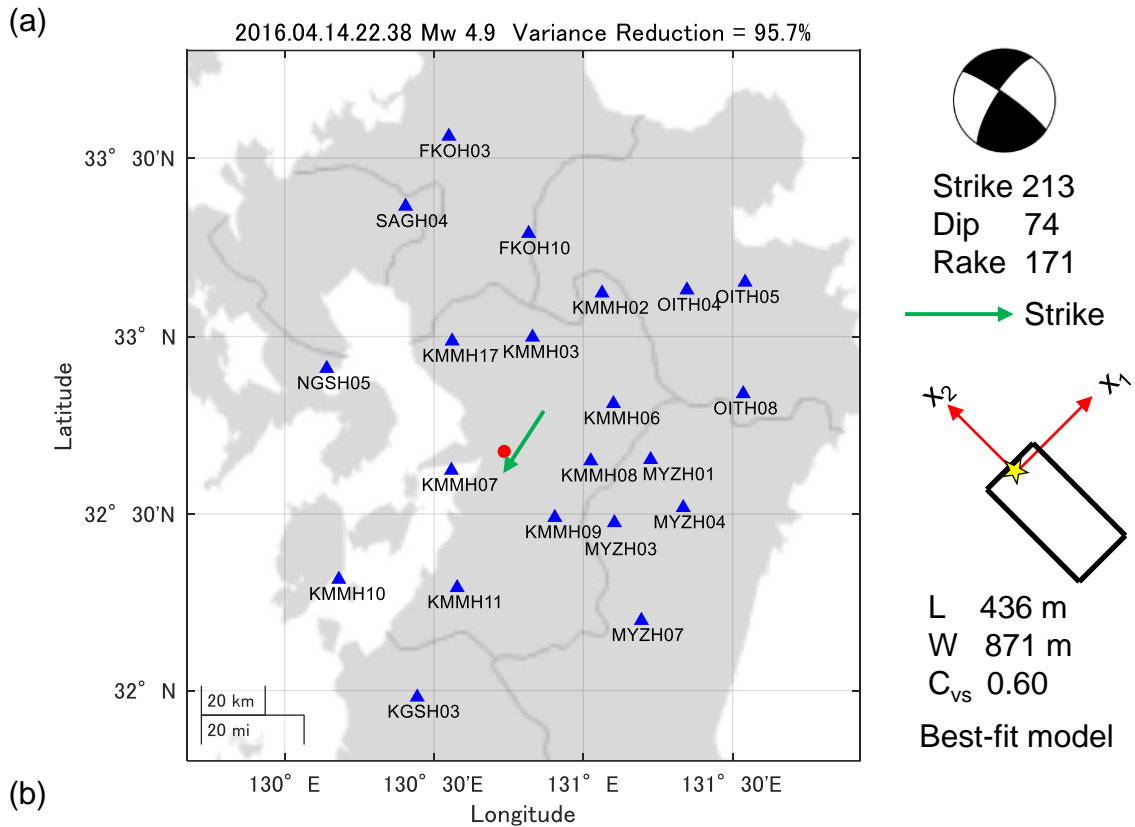 (a)
2016.04.14.22.38 Mw 4.9 Variance Reduction = 95.7%
33° 30'N
33° N
32° 30'N
32° N
Latitude
FKOH03
SAGH04
FKOH10
KMMH02
OITH04
OITH05
KMMH17
KMMH03
NGSH05
KMMH06
OITH08
KMMH07
KMMH08
MYZH01
KMMH09
MYZH03
MYZH04
KMMH10
KMMH11
MYZH07
KGSH03
20 km
20 mi
130° E
130° 30'E
131° E
131° 30'E
Longitude
Strike 213
Dip 74
Rake 171
Strike
X2
X1
L 436 m
W 871 m
Cvs 0.60
Best-fit model
(b)